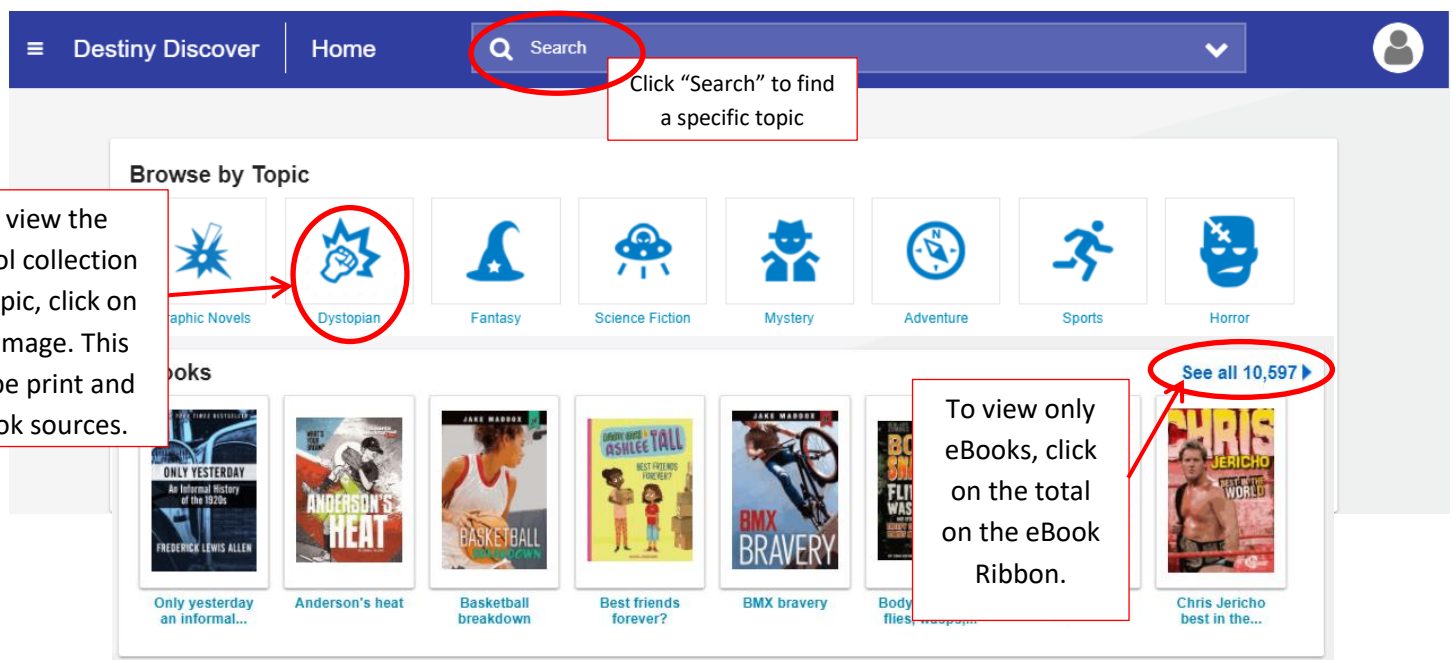 ≡ Destiny Discover Home Search
Click “Search” to find
a specific topic
Browse by Topic
view the
ol collection
pic, click on
mage. This
be print and
ok sources.
raphic Novels Dystopian Fantasy Science Fiction Mystery Adventure Sports Horror
ooks See all 10,597
To view only
eBooks, click
on the total
on the eBook
Ribbon.
ONLY YESTERDAY
An Informal History
of the 1920s
FREDERICK LEWIS ALLEN
ANDERSON'S
HEAT
JAKE MADDOX
BASKETBALL
BREAKDOWN
ASHLEE TALL
BEST FRIENDS
FOREVER?
JAKE MADDOX
BMX
BRAVERY
CHRIS
JERICHO
BEST IN THE
WORLD
Only yesterday
an informal...
Anderson's heat
Basketball
breakdown
Best friends
forever?
BMX bravery
Body
flies, wasps,...
Chris Jericho
best in the...